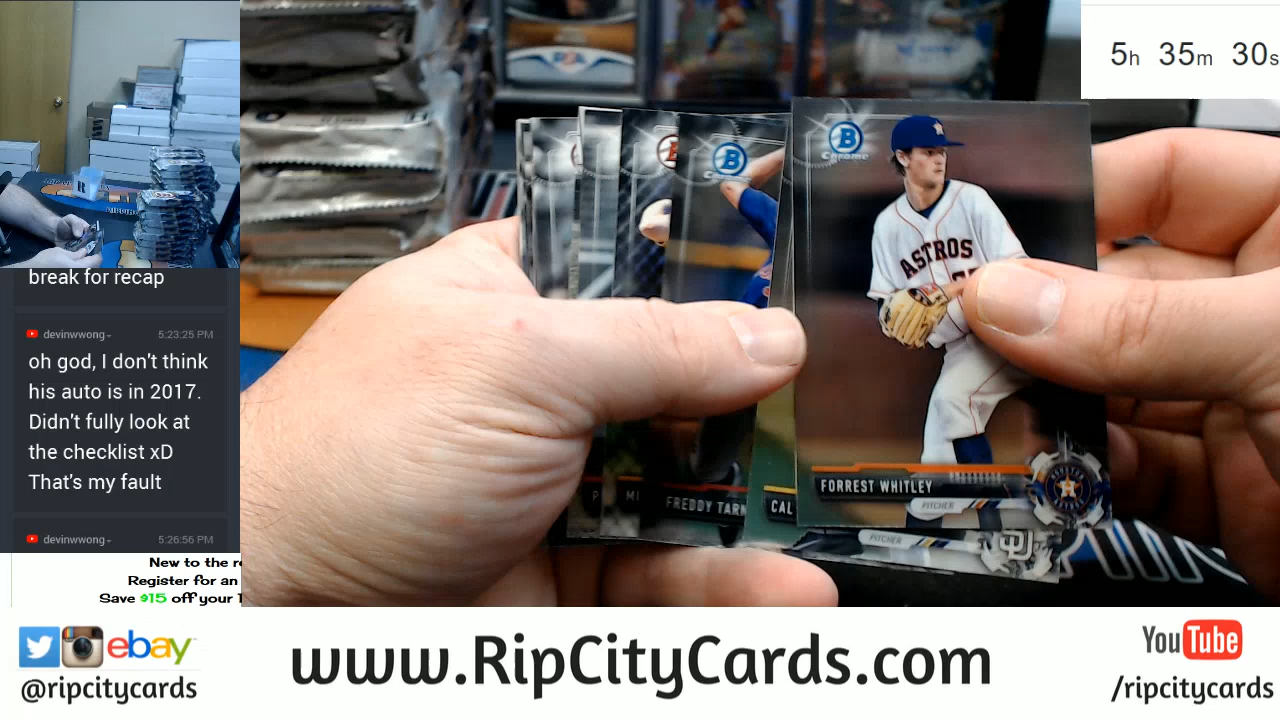 5h 35m 30s
break for recap
devinwwong 5:23:25 PM
oh god, I don't think
his auto is in 2017.
Didn't fully look at
the checklist xD
That's my fault
devinwwong 5:26:56 PM
New to the
Register for an
Save $15 off your
B
Chrome
ASTROS
FORREST WHITLEY
PITCHER
FREDDY TARN
CAL
PITCHER
ebay
@ripcitycards
www.RipCityCards.com
YouTube
/ripcitycards